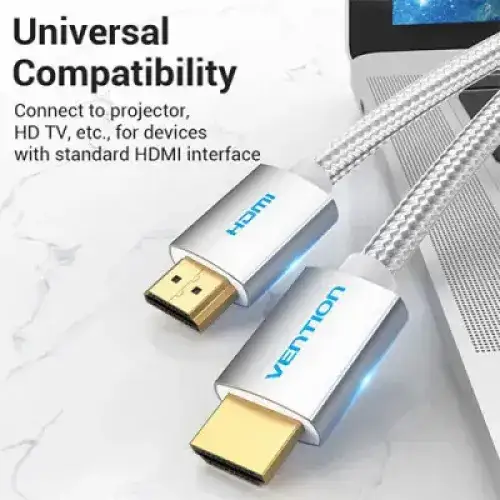 Universal
Compatibility
Connect to projector,
HD TV, etc., for devices
with standard HDMI interface
HDMI
VENTION